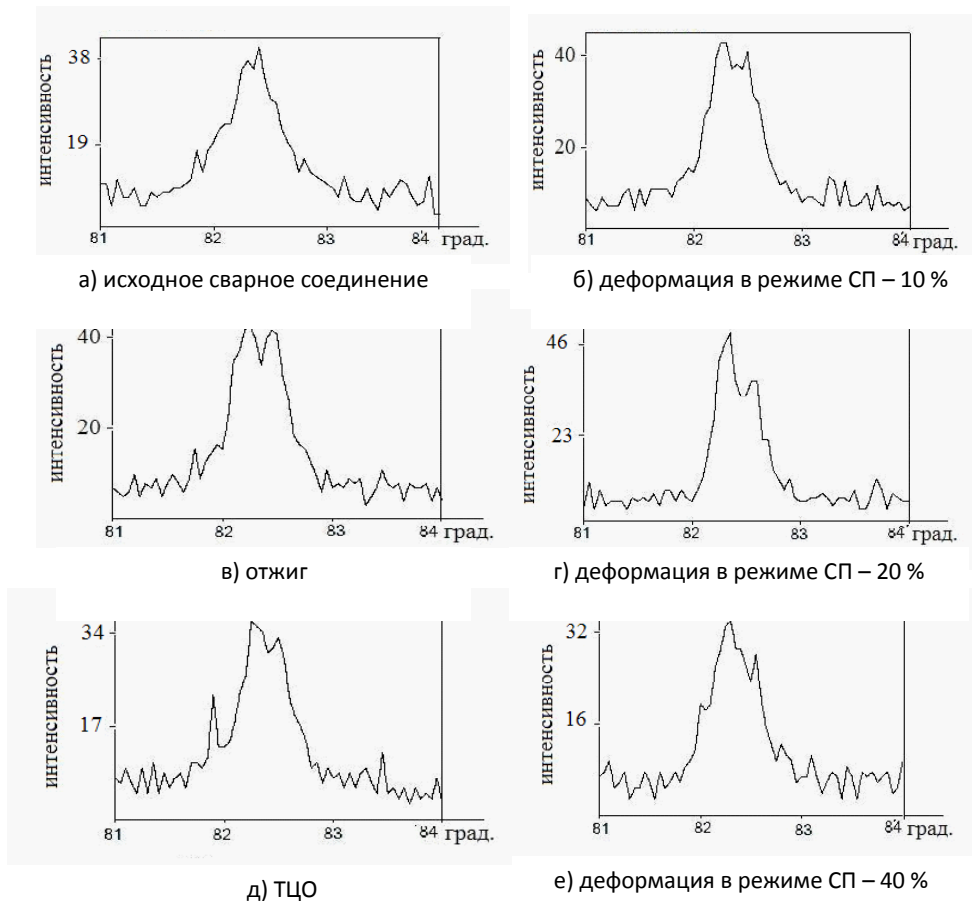 интенсивность
38
19
81 82 83 84 град.
а) исходное сварное соединение
интенсивность
40
20
81 82 83 84 град.
б) деформация в режиме СП – 10 %
интенсивность
40
20
81 82 83 84 град.
в) отжиг
интенсивность
46
23
81 82 83 84 град.
г) деформация в режиме СП – 20 %
интенсивность
34
17
81 82 83 84 град.
д) ТЦО
интенсивность
32
16
81 82 83 84 град.
е) деформация в режиме СП – 40 %